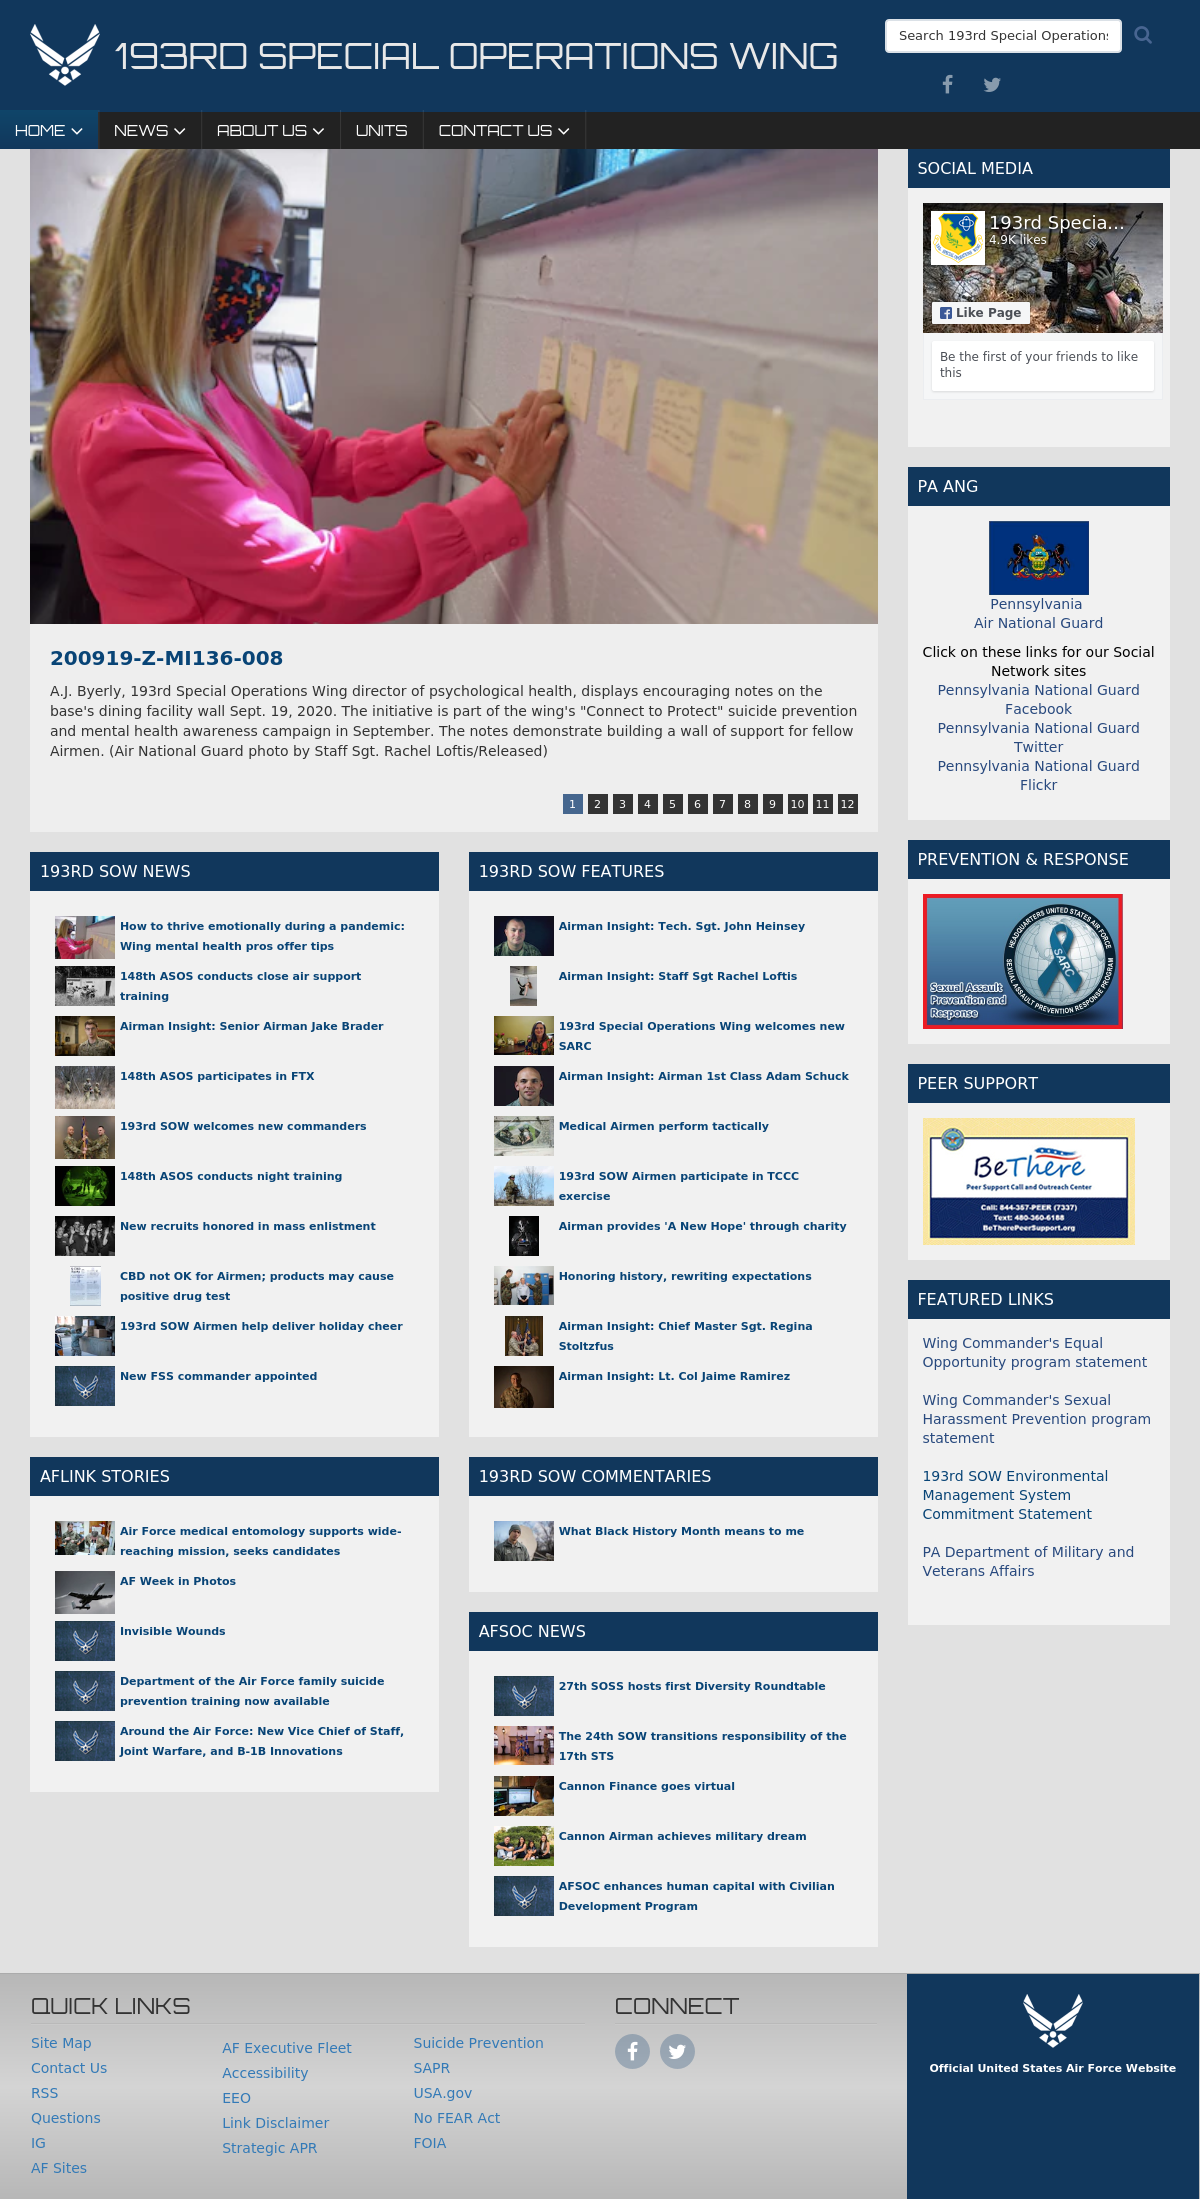 193RD SPECIAL OPERATIONS WING
Search 193rd Special Operations
HOME
NEWS
ABOUT US
UNITS
CONTACT US
200919-Z-MI136-008
A.J. Byerly, 193rd Special Operations Wing director of psychological health, displays encouraging notes on the
base's dining facility wall Sept. 19, 2020. The initiative is part of the wing's "Connect to Protect" suicide prevention
and mental health awareness campaign in September. The notes demonstrate building a wall of support for fellow
Airmen. (Air National Guard photo by Staff Sgt. Rachel Loftis/Released)
1 2 3 4 5 6 7 8 9 10 11 12
193RD SOW NEWS
How to thrive emotionally during a pandemic:
Wing mental health pros offer tips
148th ASOS conducts close air support
training
Airman Insight: Senior Airman Jake Brader
148th ASOS participates in FTX
193rd SOW welcomes new commanders
148th ASOS conducts night training
New recruits honored in mass enlistment
CBD not OK for Airmen; products may cause
positive drug test
193rd SOW Airmen help deliver holiday cheer
New FSS commander appointed
193RD SOW FEATURES
Airman Insight: Tech. Sgt. John Heinsey
Airman Insight: Staff Sgt Rachel Loftis
193rd Special Operations Wing welcomes new
SARC
Airman Insight: Airman 1st Class Adam Schuck
Medical Airmen perform tactically
193rd SOW Airmen participate in TCCC
exercise
Airman provides 'A New Hope' through charity
Honoring history, rewriting expectations
Airman Insight: Chief Master Sgt. Regina
Stoltzfus
Airman Insight: Lt. Col Jaime Ramirez
AFLINK STORIES
Air Force medical entomology supports wide-
reaching mission, seeks candidates
AF Week in Photos
Invisible Wounds
Department of the Air Force family suicide
prevention training now available
Around the Air Force: New Vice Chief of Staff,
Joint Warfare, and B-1B Innovations
193RD SOW COMMENTARIES
What Black History Month means to me
AFSOC NEWS
27th SOSS hosts first Diversity Roundtable
The 24th SOW transitions responsibility of the
17th STS
Cannon Finance goes virtual
Cannon Airman achieves military dream
AFSOC enhances human capital with Civilian
Development Program
SOCIAL MEDIA
193rd Specia...
4.9K likes
Like Page
Be the first of your friends to like
this
PA ANG
Pennsylvania
Air National Guard
Click on these links for our Social
Network sites
Pennsylvania National Guard
Facebook
Pennsylvania National Guard
Twitter
Pennsylvania National Guard
Flickr
PREVENTION & RESPONSE
HEADQUARTERS UNITED STATES AIR FORCE
SARC
SEXUAL ASSAULT PREVENTION RESPONSE PROGRAM
Sexual Assault
Prevention and
Response
PEER SUPPORT
BeThere
Peer Support Call and Outreach Center
Call: 844-357-PEER (7337)
Text: 480-360-6188
BeTherePeerSupport.org
FEATURED LINKS
Wing Commander's Equal
Opportunity program statement
Wing Commander's Sexual
Harassment Prevention program
statement
193rd SOW Environmental
Management System
Commitment Statement
PA Department of Military and
Veterans Affairs
QUICK LINKS
Site Map
Contact Us
RSS
Questions
IG
AF Sites
AF Executive Fleet
Accessibility
EEO
Link Disclaimer
Strategic APR
Suicide Prevention
SAPR
USA.gov
No FEAR Act
FOIA
CONNECT
Official United States Air Force Website